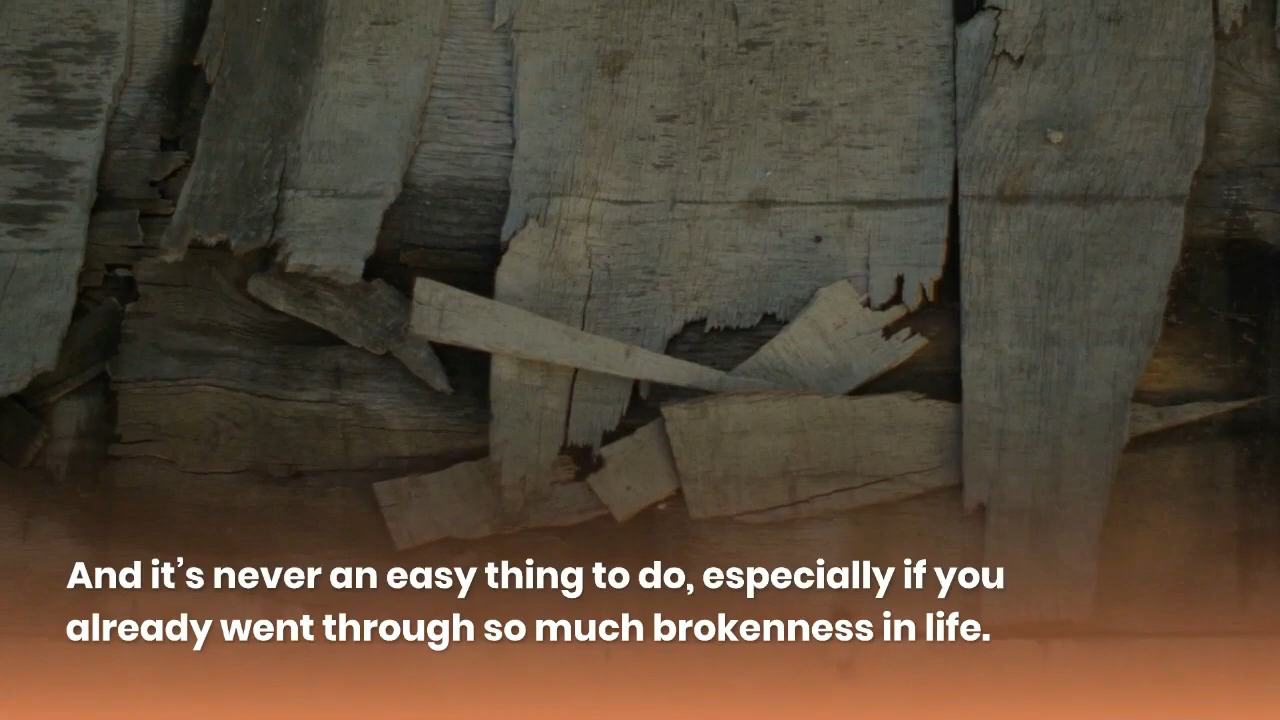 And it’s never an easy thing to do, especially if you
already went through so much brokenness in life.